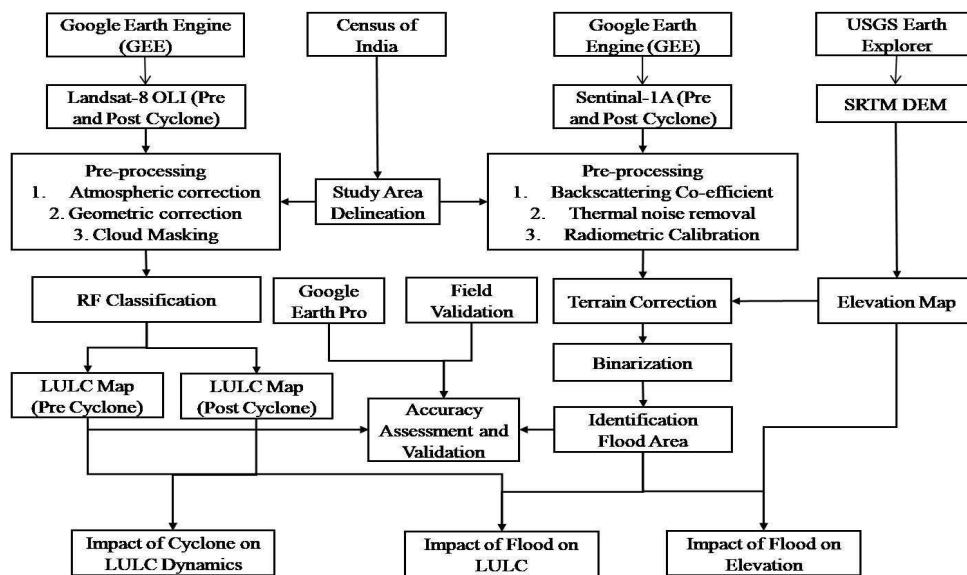 Google Earth Engine
(GEE)
Census of
India
Google Earth
Engine (GEE)
USGS Earth
Explorer
Landsat-8 OLI (Pre
and Post Cyclone)
Sentinal-1A (Pre
and Post Cyclone)
SRTM DEM
Pre-processing
1. Atmospheric correction
2. Geometric correction
3. Cloud Masking
Study Area
Delineation
Pre-processing
1. Backscattering Co-efficient
2. Thermal noise removal
3. Radiometric Calibration
RF Classification
Google
Earth Pro
Field
Validation
Terrain Correction
Elevation Map
LULC Map
(Pre Cyclone)
LULC Map
(Post Cyclone)
Accuracy
Assessment and
Validation
Binarization
Identification
Flood Area
Impact of Cyclone on
LULC Dynamics
Impact of Flood on
LULC
Impact of Flood on
Elevation